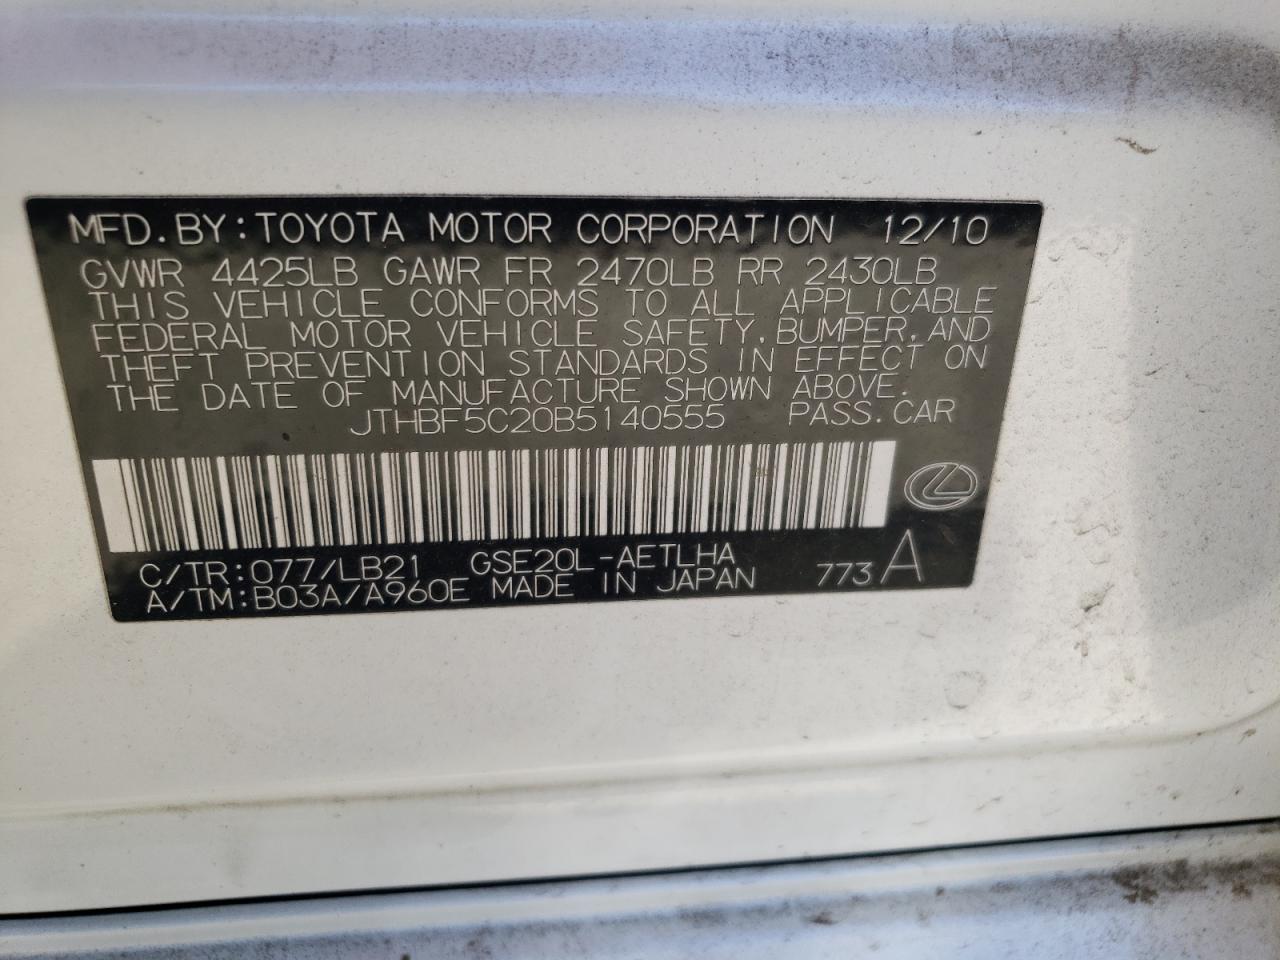 MFD. BY: TOYOTA MOTOR CORPORATION 12/10
GVWR 4425LB GAWR FR 2470LB RR 2430LB
THIS VEHICLE CONFORMS TO ALL APPLICABLE
FEDERAL MOTOR VEHICLE SAFETY, BUMPER, AND
THEFT PREVENTION STANDARDS IN EFFECT ON
THE DATE OF MANUFACTURE SHOWN ABOVE.
JTHBF5C20B5140555 PASS. CAR
C/TR: 077/LB21 GSE20L-AETLHA
A/TM: B03A/A960E MADE IN JAPAN 773 A